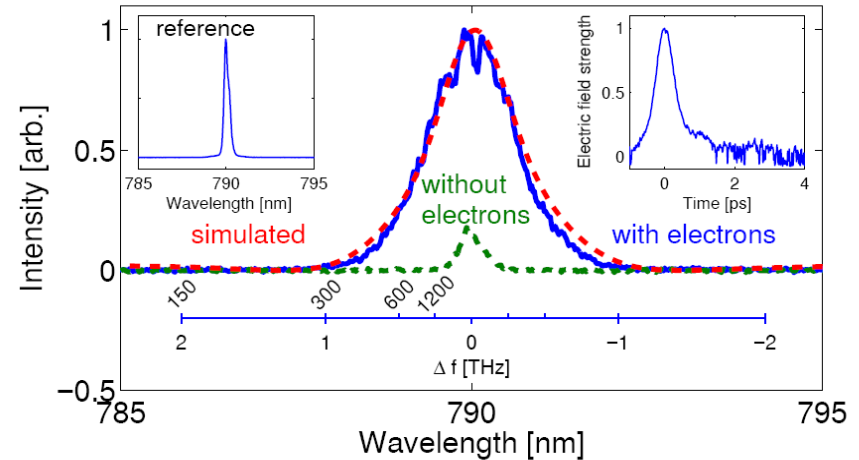 1
0.5
0
−0.5
Intensity [arb.]
reference
785
790
795
Wavelength [nm]
Electric field strength
1
0.5
0
0
2
4
Time [ps]
without
electrons
simulated
with electrons
150
300
600
1200
2
1
0
-1
-2
Δ f [THz]
785
790
795
Wavelength [nm]